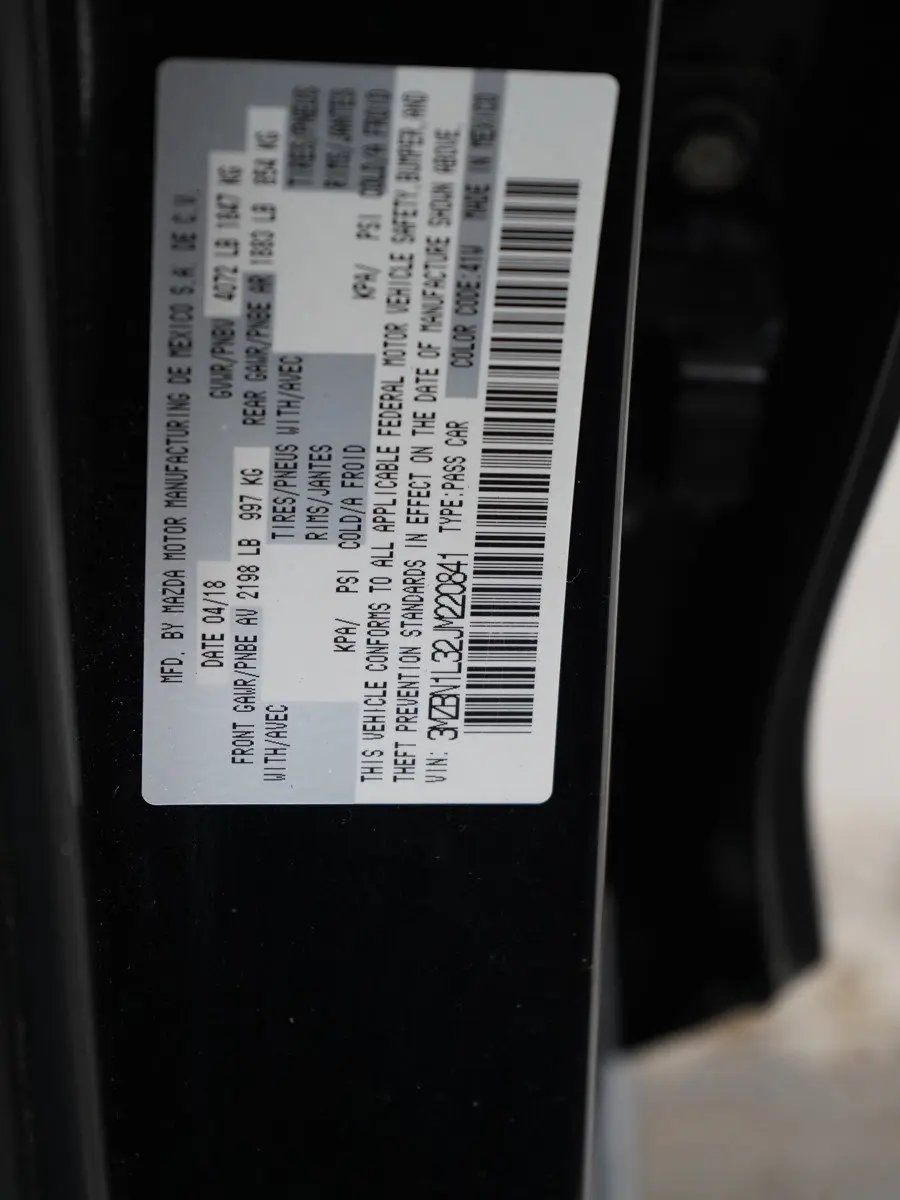 MFD. BY MAZDA MOTOR MANUFACTURING DE MEXICO S.A. DE C.V.
DATE 04/18 GVWR/PNBV 4072 LB 1847 KG
FRONT GAWR/PNBE AV 2198 LB 997 KG REAR GAWR/PNBE AR 1883 LB 854 KG
WITH/AVEC TIRES/PNEUS WITH/AVEC TIRES/PNEUS
RIMS/JANTES RIMS/JANTES
KPA/ PSI COLD/A FROID KPA/ PSI COLD/A FROID
THIS VEHICLE CONFORMS TO ALL APPLICABLE FEDERAL MOTOR VEHICLE SAFETY, BUMPER, AND
THEFT PREVENTION STANDARDS IN EFFECT ON THE DATE OF MANUFACTURE SHOWN ABOVE.
VIN: 3MZBN1L32JM220841 TYPE:PASS CAR COLOR CODE:41W MADE IN MEXICO